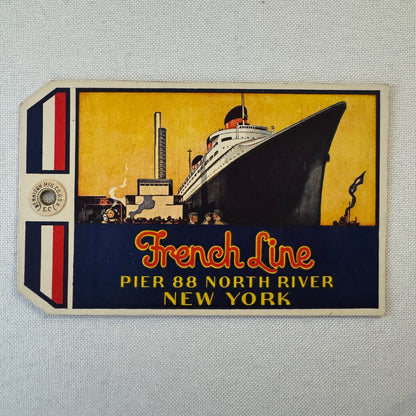 French Line
PIER 88 NORTH RIVER
NEW YORK